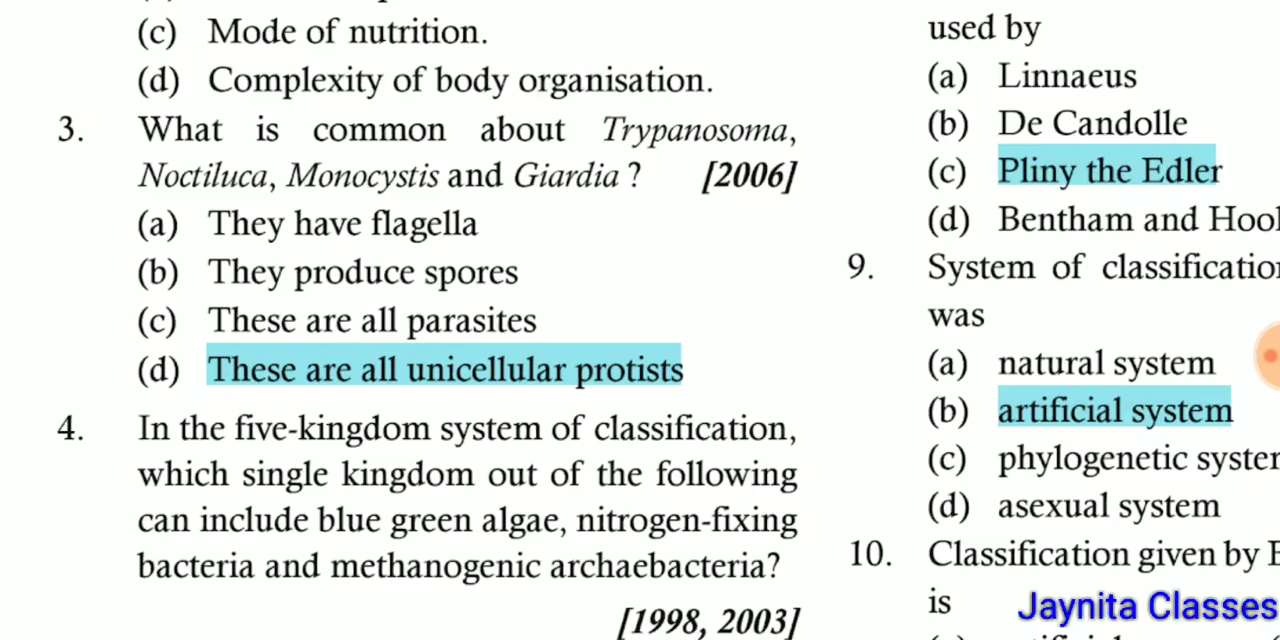 (c) Mode of nutrition.
(d) Complexity of body organisation.
3. What is common about Trypanosoma,
Noctiluca, Monocystis and Giardia ? [2006]
(a) They have flagella
(b) They produce spores
(c) These are all parasites
(d) These are all unicellular protists
4. In the five-kingdom system of classification,
which single kingdom out of the following
can include blue green algae, nitrogen-fixing
bacteria and methanogenic archaebacteria?
[1998, 2003]
used by
(a) Linnaeus
(b) De Candolle
(c) Pliny the Edler
(d) Bentham and
9. System of
was
(a) natural system
(b) artificial system
(c) phylogenetic
(d) asexual system
10. Classification given by
is
Jaynita Classes